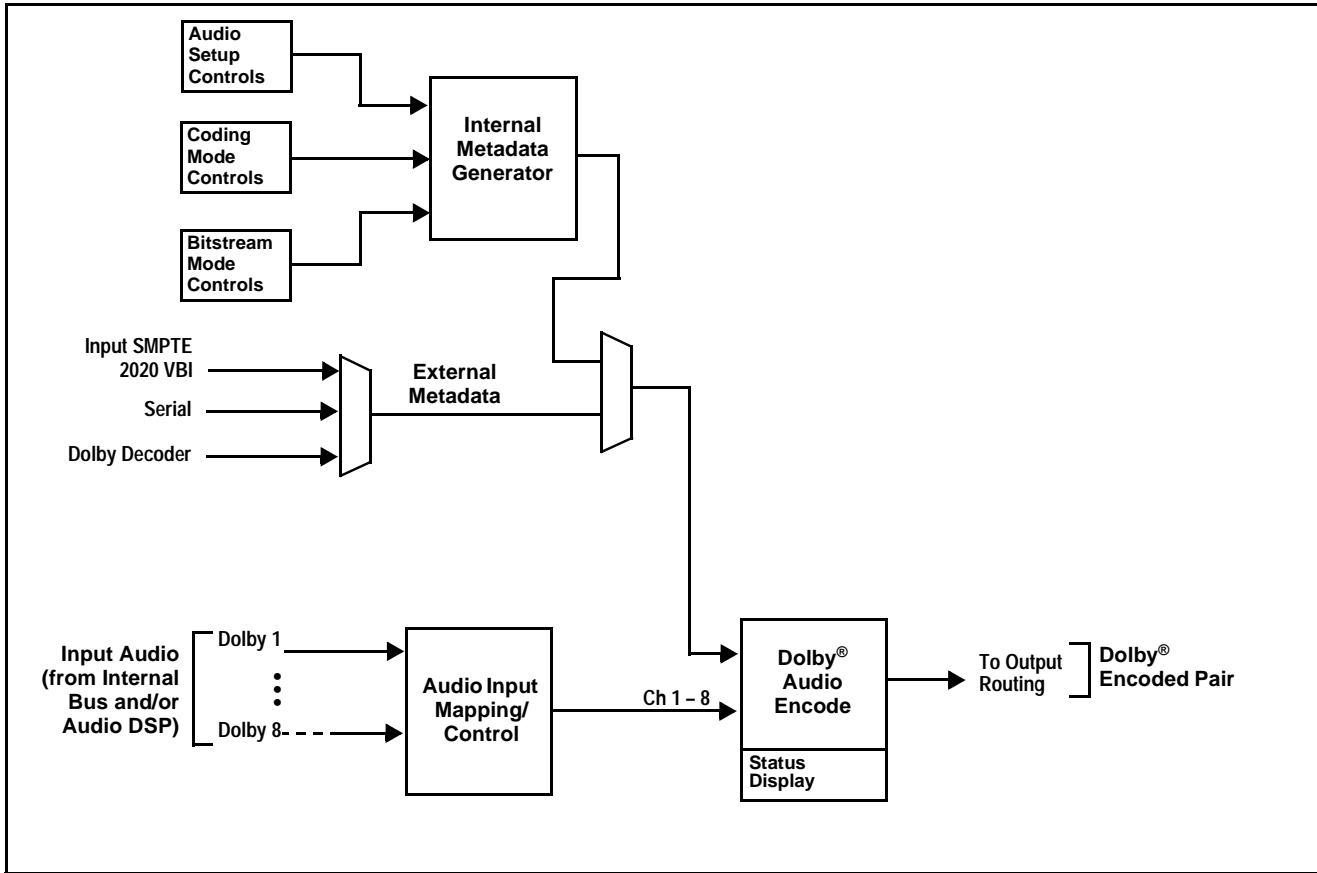 Audio
Setup
Controls
Internal
Metadata
Generator
Coding
Mode
Controls
Bitstream
Mode
Controls
Input SMPTE
2020 VBI
Serial
Dolby Decoder
External
Metadata
Input Audio
(from Internal
Bus and/or
Audio DSP)
Dolby 1
Dolby 8
Audio Input
Mapping/
Control
Ch 1 – 8
Dolby®
Audio
Encode
Status
Display
To Output
Routing
Dolby®
Encoded Pair